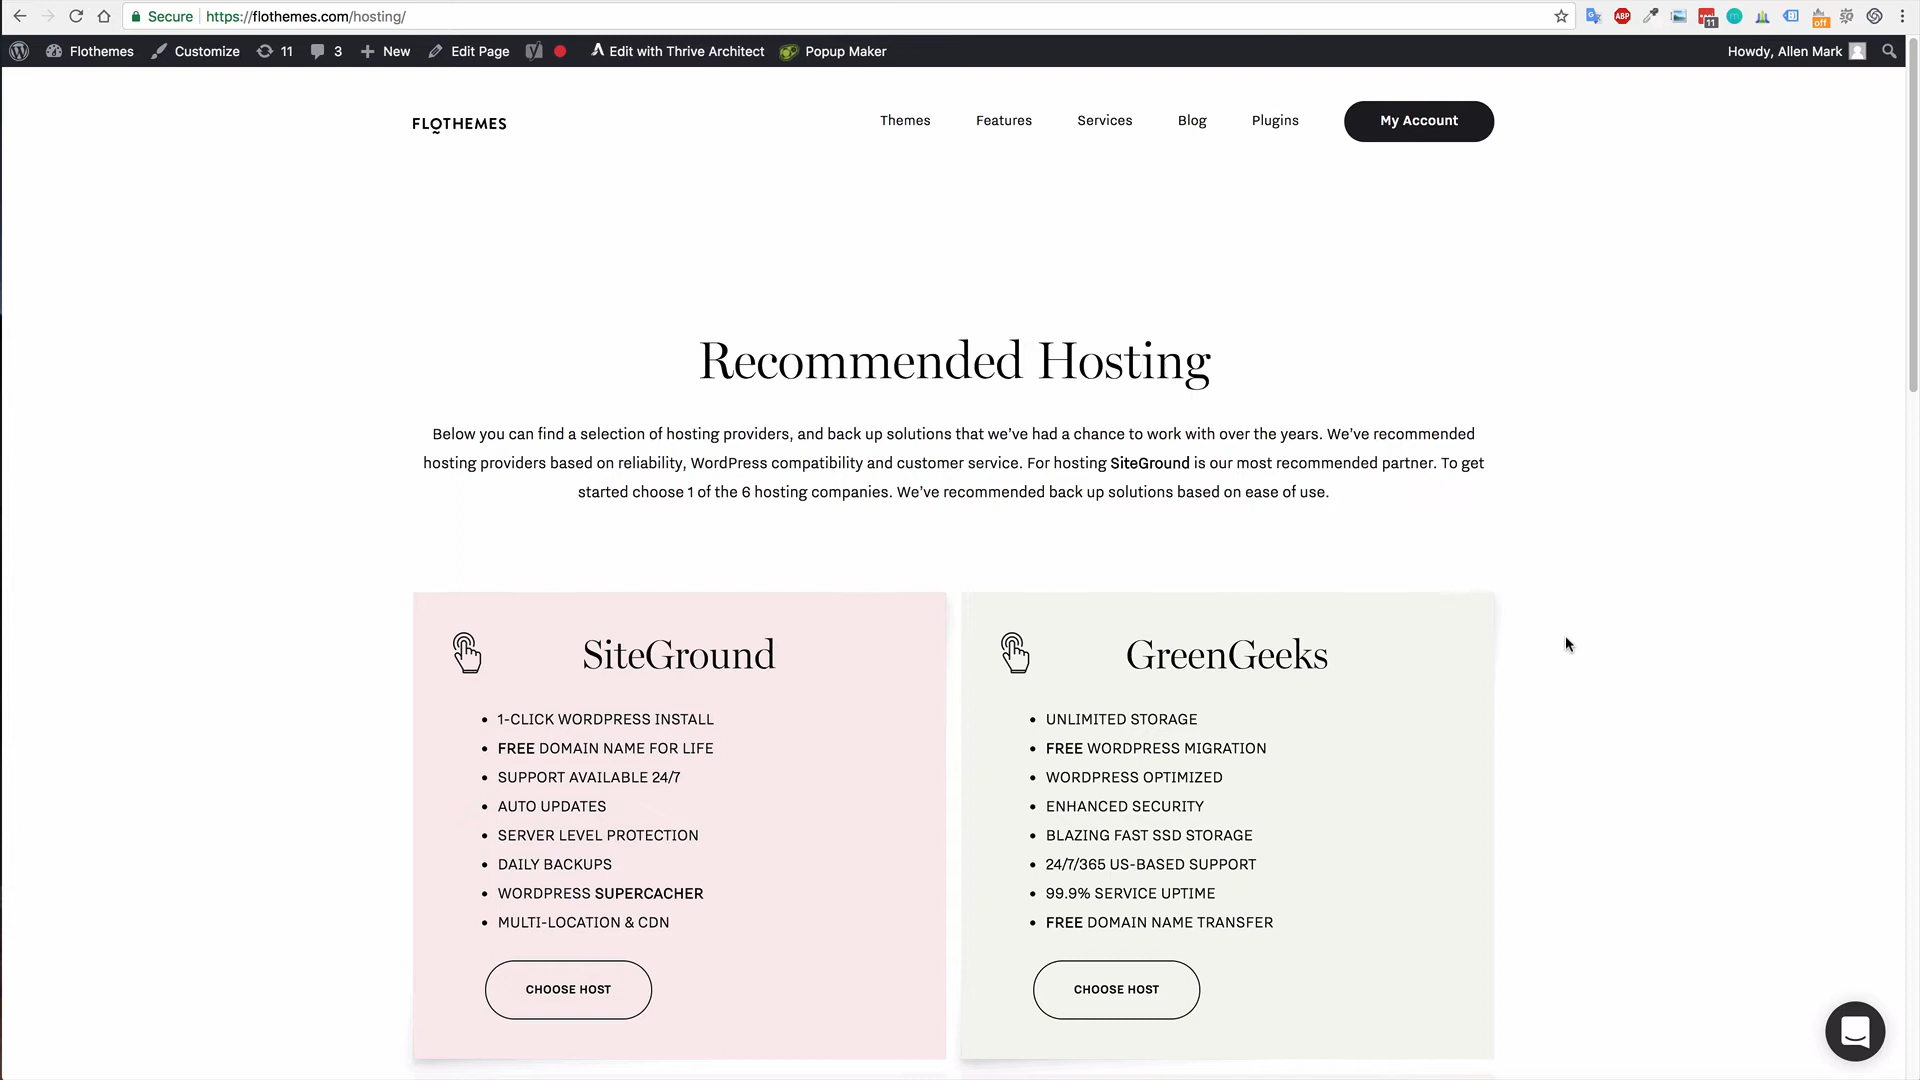 Secure https://flothemes.com/hosting/
ABP 11 off
Flothemes Customize 11 3 New Edit Page Edit with Thrive Architect Popup Maker Howdy, Allen Mark
FLOTHEMES Themes Features Services Blog Plugins My Account
Recommended Hosting
Below you can find a selection of hosting providers, and back up solutions that we've had a chance to work with over the years. We've recommended
hosting providers based on reliability, WordPress compatibility and customer service. For hosting SiteGround is our most recommended partner. To get
started choose 1 of the 6 hosting companies. We've recommended back up solutions based on ease of use.
SiteGround
• 1-CLICK WORDPRESS INSTALL
• FREE DOMAIN NAME FOR LIFE
• SUPPORT AVAILABLE 24/7
• AUTO UPDATES
• SERVER LEVEL PROTECTION
• DAILY BACKUPS
• WORDPRESS SUPERCACHER
• MULTI-LOCATION & CDN
CHOOSE HOST
GreenGeeks
• UNLIMITED STORAGE
• FREE WORDPRESS MIGRATION
• WORDPRESS OPTIMIZED
• ENHANCED SECURITY
• BLAZING FAST SSD STORAGE
• 24/7/365 US-BASED SUPPORT
• 99.9% SERVICE UPTIME
• FREE DOMAIN NAME TRANSFER
CHOOSE HOST